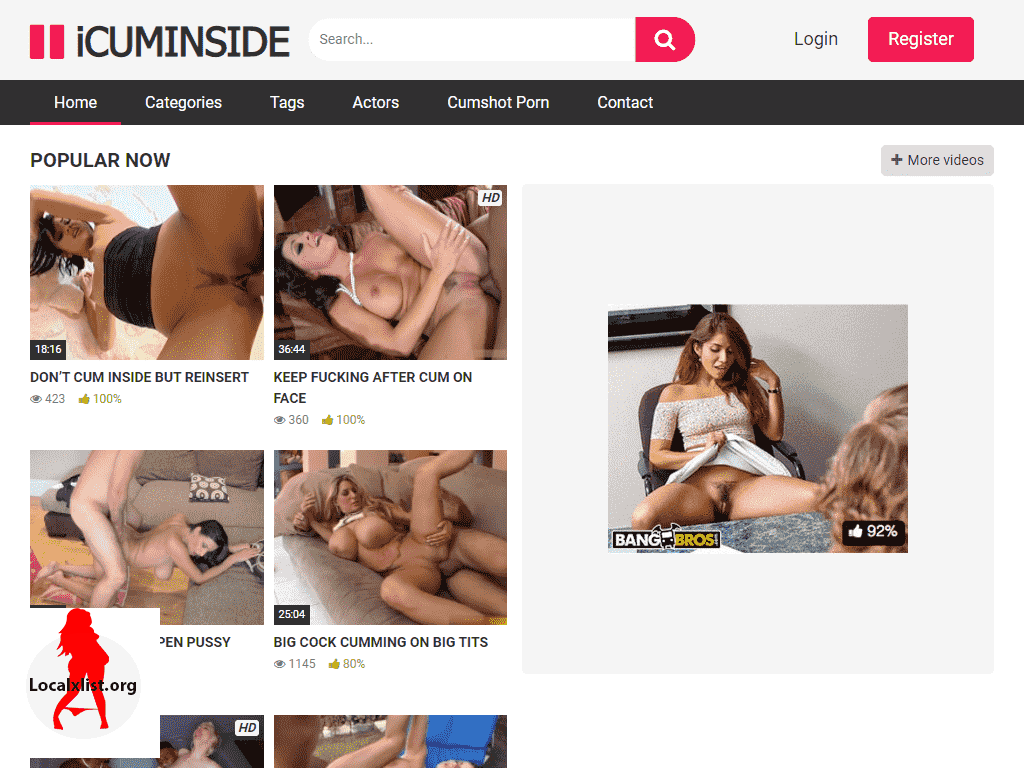 iCUMINSIDE
Search...
Login
Register
Home
Categories
Tags
Actors
Cumshot Porn
Contact
POPULAR NOW
+ More videos
18:16
DON'T CUM INSIDE BUT REINSERT
423 100%
HD
36:44
KEEP FUCKING AFTER CUM ON
FACE
360 100%
PEN PUSSY
25:04
BIG COCK CUMMING ON BIG TITS
1145 80%
BANGBROS!
92%
Localxlist.org
HD